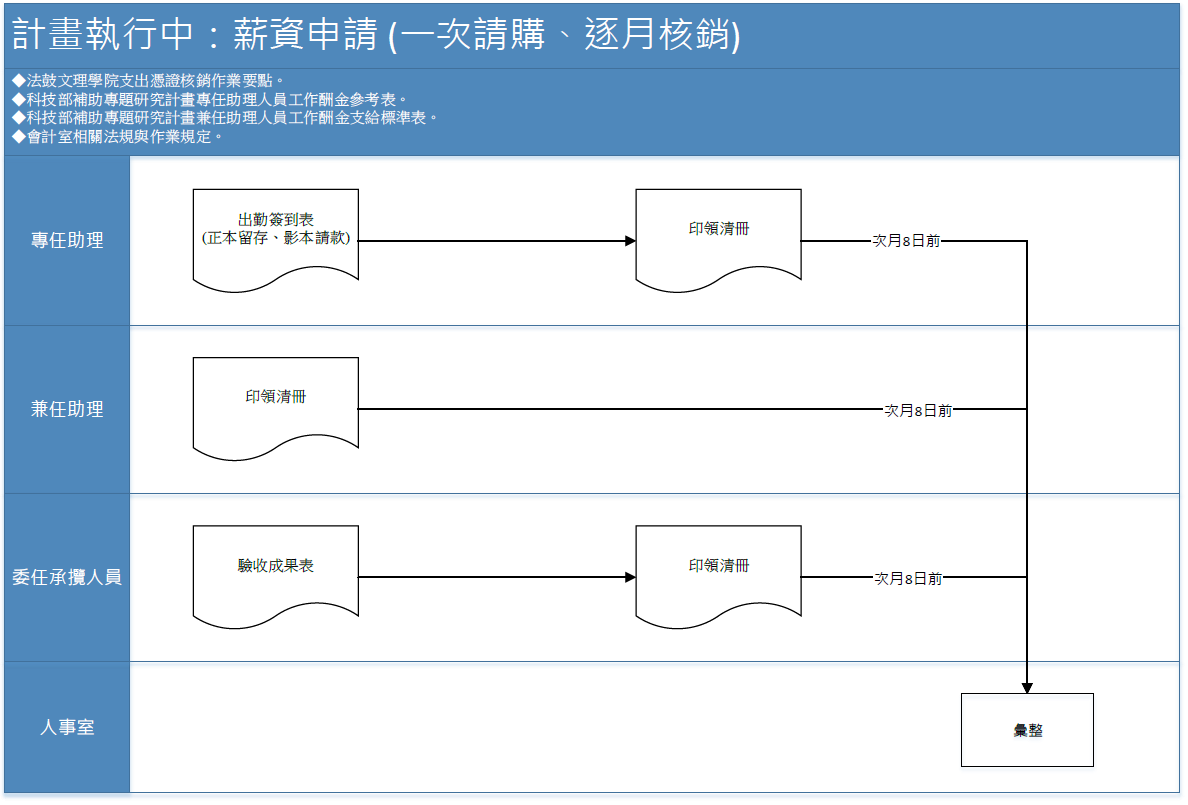 計畫執行中：薪資申請 (一次請購、逐月核銷)
◆法鼓文理學院支出憑證核銷作業要點。
◆科技部補助專題研究計畫專任助理人員工作酬金參考表。
◆科技部補助專題研究計畫兼任助理人員工作酬金支給標準表。
◆會計室相關法規與作業規定。
專任助理
出勤簽到表
(正本留存、影本請款)
印領清冊
次月8日前
兼任助理
印領清冊
次月8日前
委任承攬人員
驗收成果表
印領清冊
次月8日前
人事室
彙整